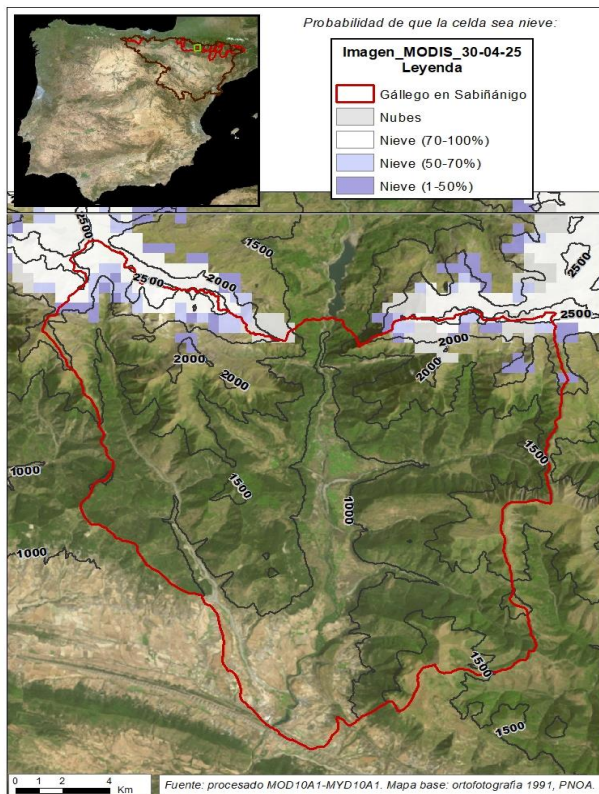 Probabilidad de que la celda sea nieve:
Imagen_MODIS_30-04-25
Leyenda
Gállego en Sabiñánigo
Nubes
Nieve (70-100%)
Nieve (50-70%)
Nieve (1-50%)
2500
1500
2500
2000
2500
2500
2000
2000
2000
2000
1500
1000
1500
1000
1000
1500
1500
0 1 2 4
Km
Fuente: procesado MOD10A1-MYD10A1. Mapa base: ortofotografia 1991, PNOA.